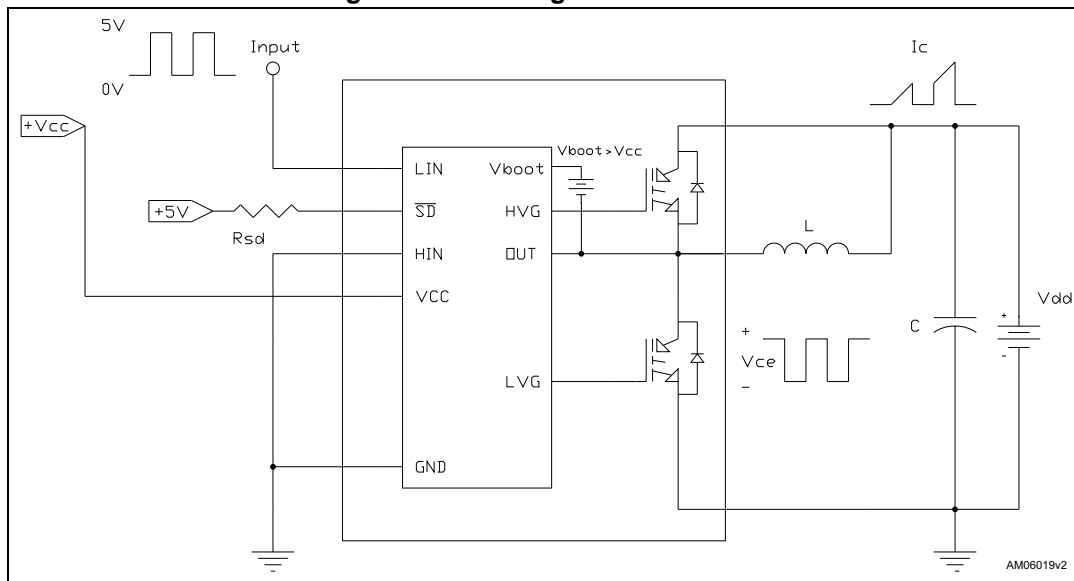 5V
0V
Input
Ic
+Vcc
Vboot>Vcc
LIN
Vboot
+5V
Rsd
SD
HVG
HIN
OUT
L
VCC
Vdd
+
Vce
-
C
+
-
LVG
GND
AM06019v2